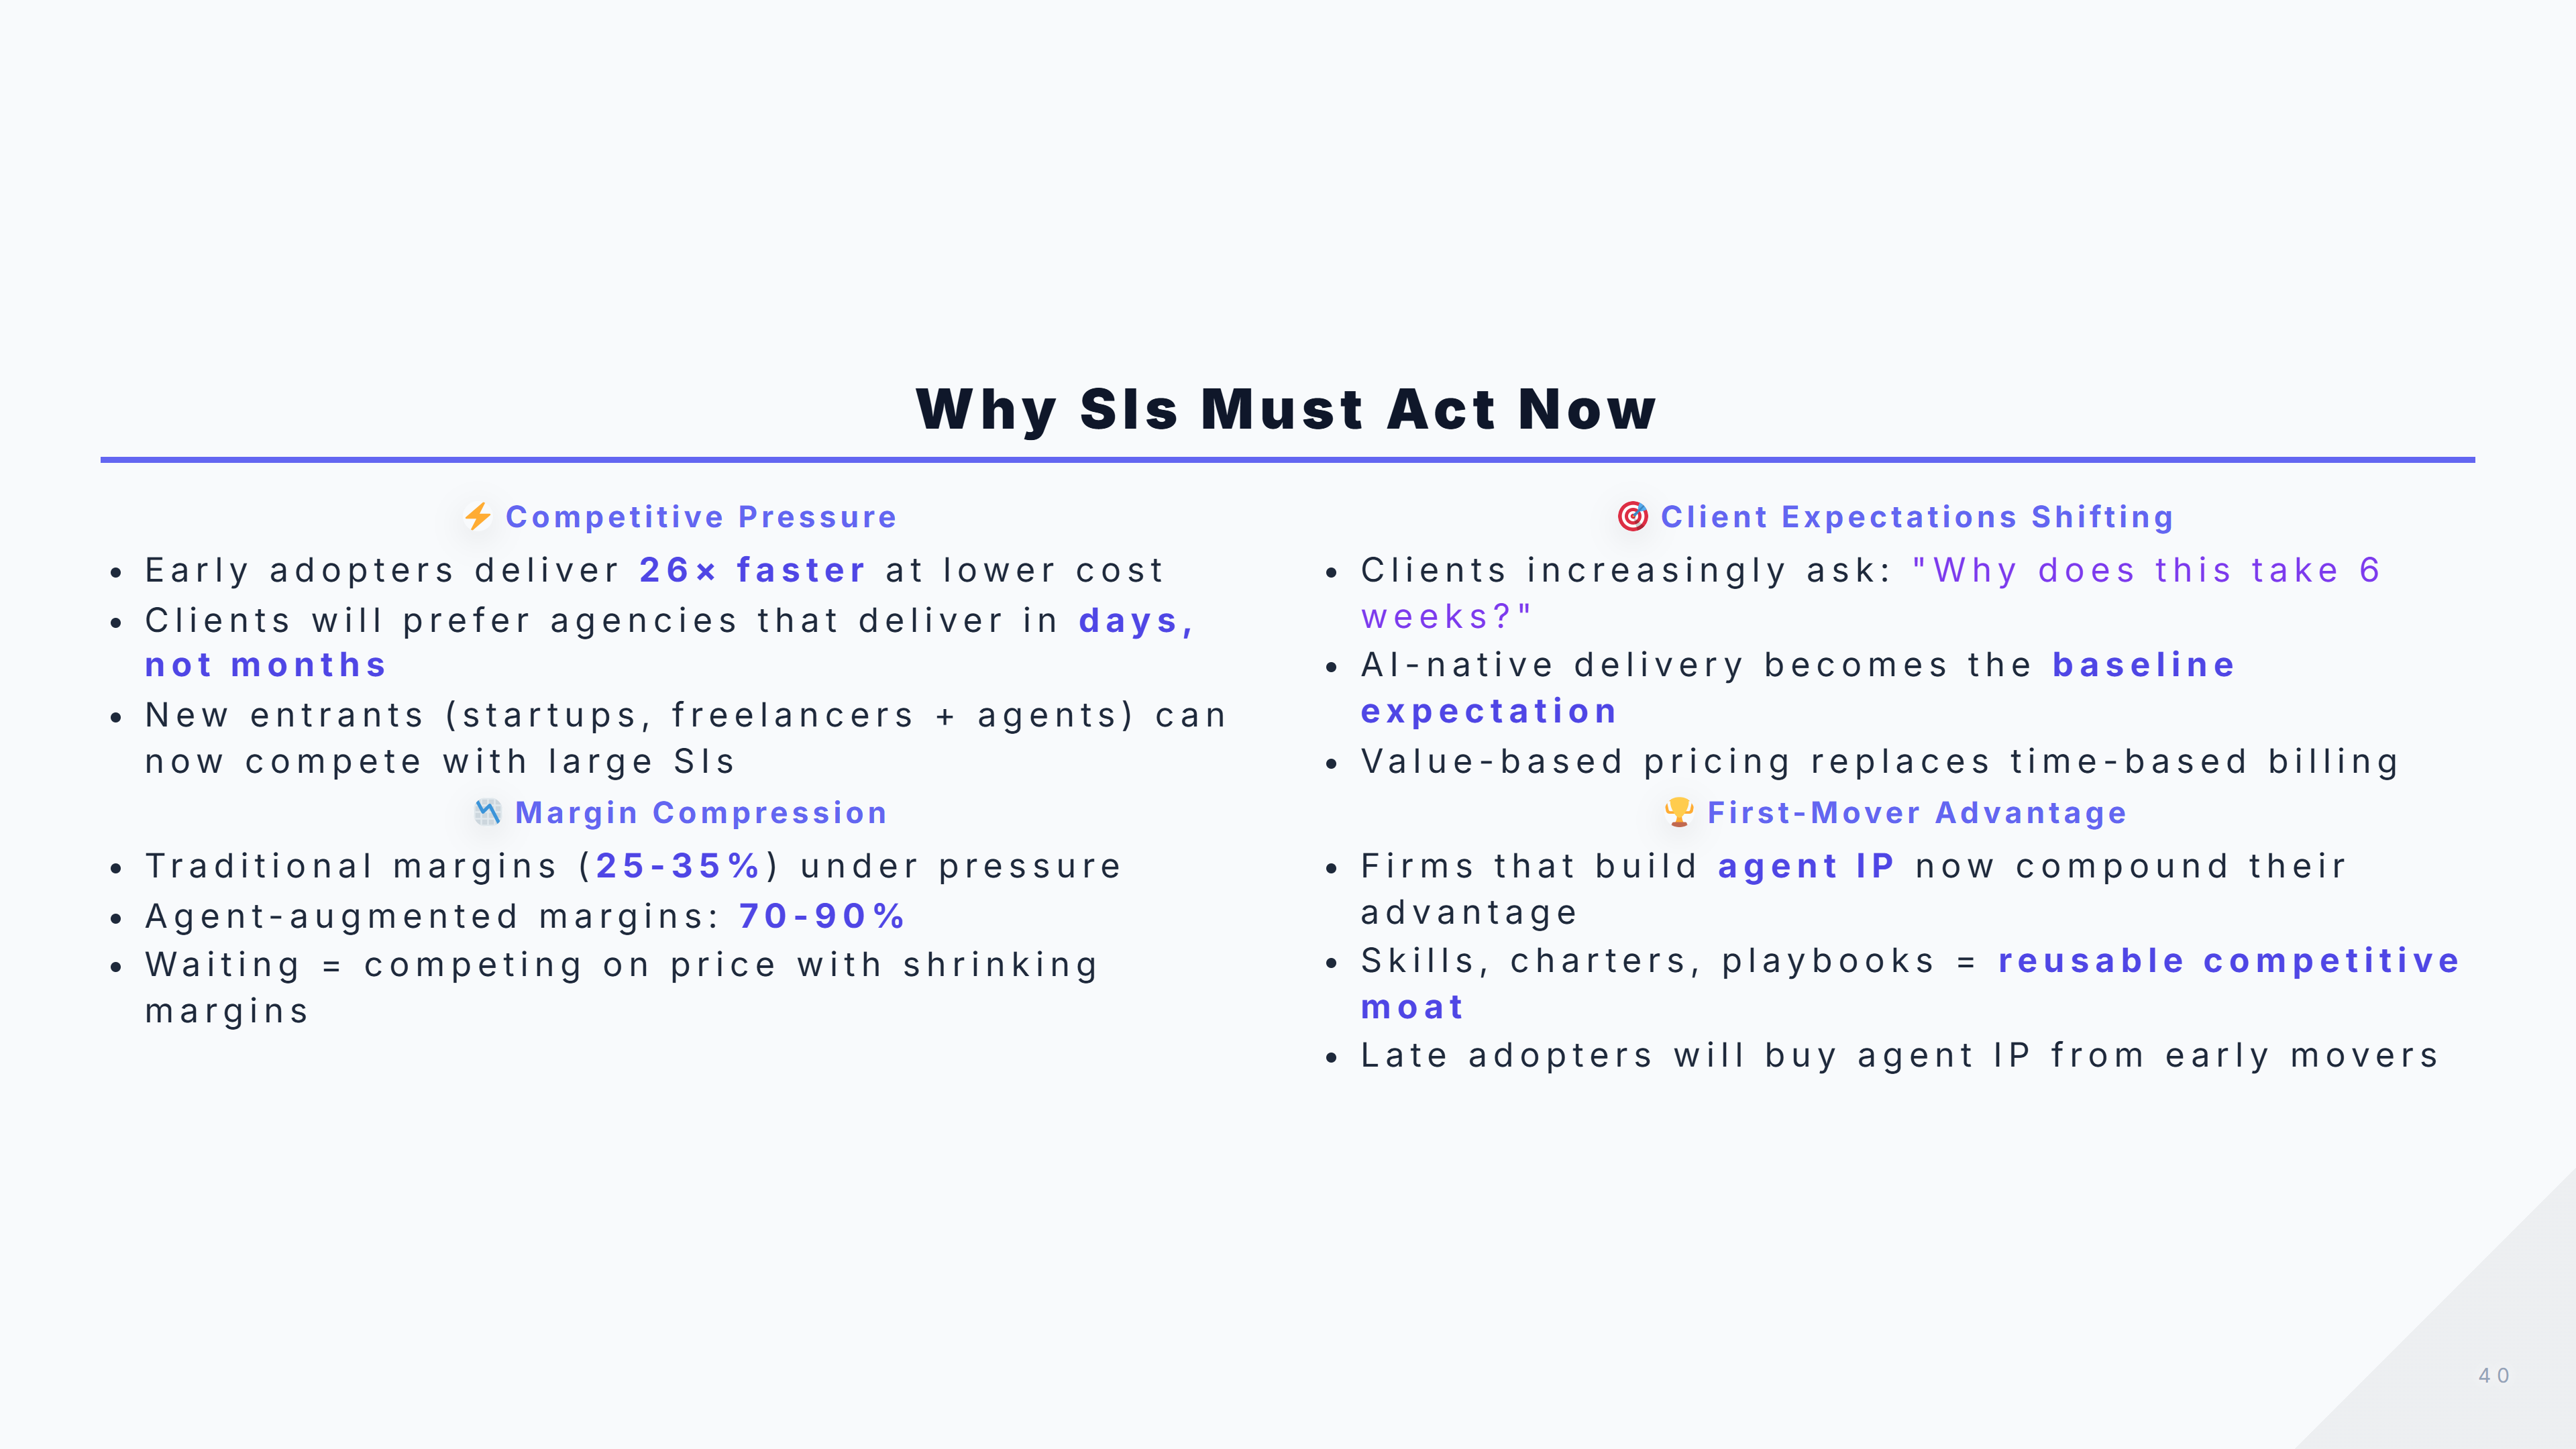 Why SIs Must Act Now
⚡ Competitive Pressure
• Early adopters deliver 26× faster at lower cost
• Clients will prefer agencies that deliver in days,
not months
• New entrants (startups, freelancers + agents) can
now compete with large SIs
📉 Margin Compression
• Traditional margins (25-35%) under pressure
• Agent-augmented margins: 70-90%
• Waiting = competing on price with shrinking
margins
🎯 Client Expectations Shifting
• Clients increasingly ask: "Why does this take 6
weeks?"
• AI-native delivery becomes the baseline
expectation
• Value-based pricing replaces time-based billing
🏆 First-Mover Advantage
• Firms that build agent IP now compound their
advantage
• Skills, charters, playbooks = reusable competitive
moat
• Late adopters will buy agent IP from early movers
40